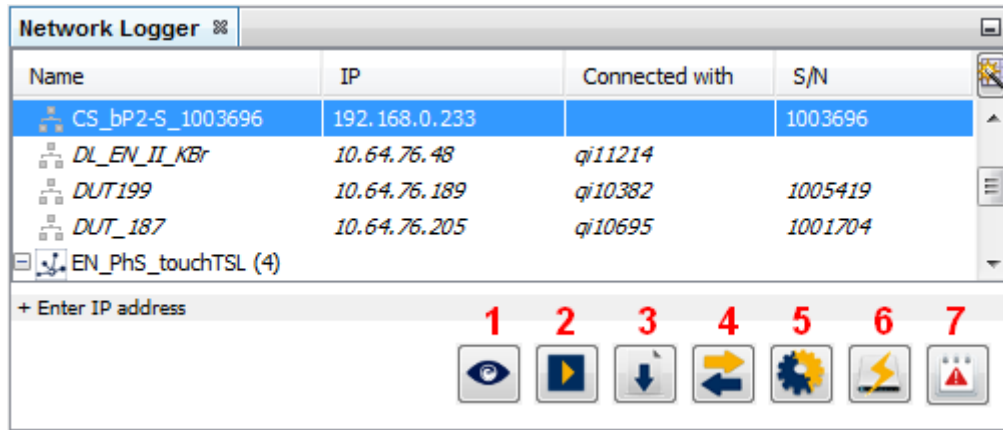 Network Logger
Name IP Connected with S/N
CS_bP2-S_1003696 192.168.0.233 1003696
DL_EN_II_KBr 10.64.76.48 qi11214
DUT199 10.64.76.189 qi10382 1005419
DUT_187 10.64.76.205 qi10695 1001704
EN_PhS_touchTSL (4)
+ Enter IP address
1 2 3 4 5 6 7